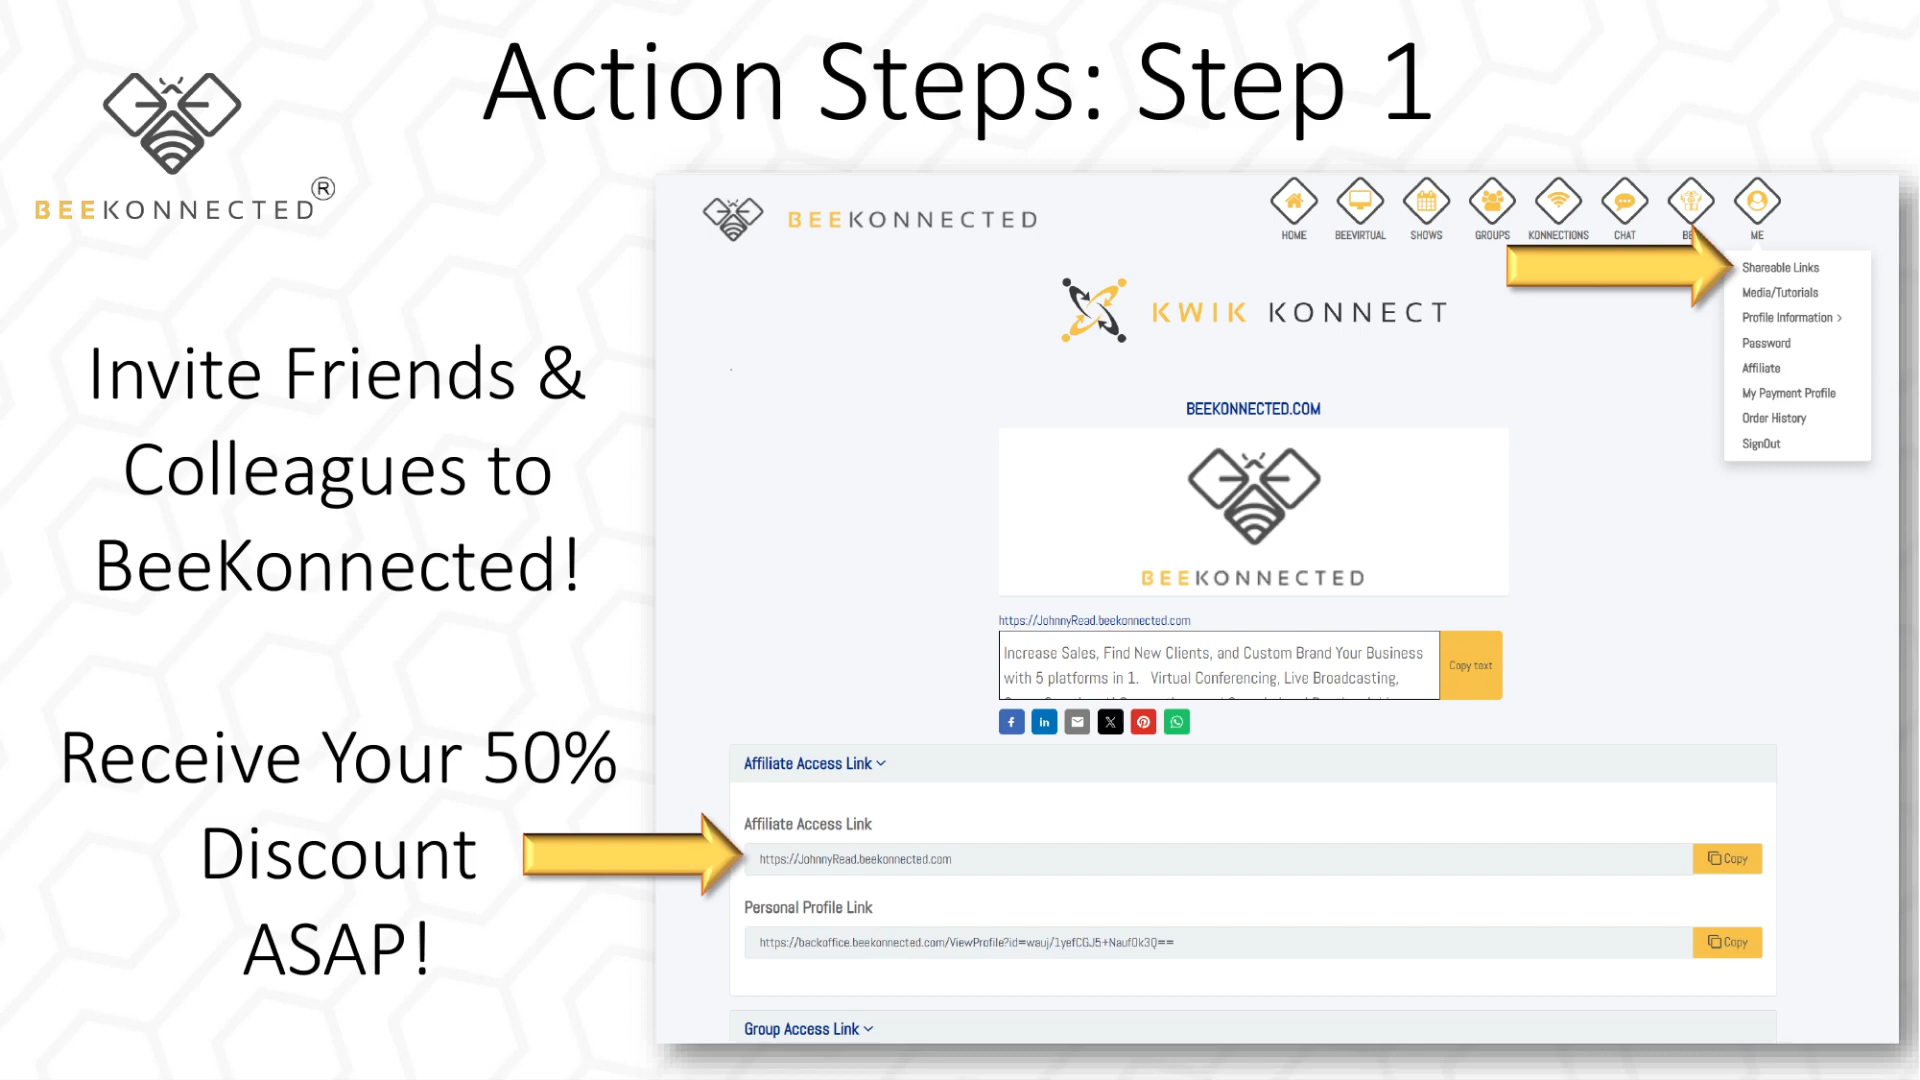 Action Steps: Step 1
BEEKONNECTED®
Invite Friends &
Colleagues to
BeeKonnected!
Receive Your 50%
Discount
ASAP!
BEEKONNECTED
HOME
BEEVIRTUAL
SHOWS
GROUPS
KONNECTIONS
CHAT
ME
Shareable Links
Media/Tutorials
Profile Information >
Password
Affiliate
My Payment Profile
Order History
SignOut
KWIK KONNECT
BEEKONNECTED.COM
BEEKONNECTED
https://JohnnyRead.beekonnected.com
Increase Sales, Find New Clients, and Custom Brand Your Business
with 5 platforms in 1. Virtual Conferencing, Live Broadcasting,
Copy text
Affiliate Access Link
Affiliate Access Link
https://JohnnyRead.beekonnected.com
Copy
Personal Profile Link
https://backoffice.beekonnected.com/ViewProfile?id=wauj/1yefCGJ5+Nauf0k3Q==
Copy
Group Access Link